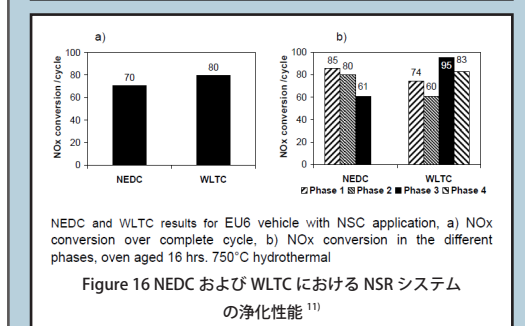 a)
NOx conversion /cycle
100
80
60
40
20
0
70
80
NEDC
WLTC
b)
NOx conversion /cycle
100
80
60
40
20
0
85
80
61
74
60
95
83
NEDC
WLTC
Phase 1 Phase 2 Phase 3 Phase 4
NEDC and WLTC results for EU6 vehicle with NSC application, a) NOx
conversion over complete cycle, b) NOx conversion in the different
phases, oven aged 16 hrs. 750°C hydrothermal
Figure 16 NEDC および WLTC における NSR システム
の浄化性能 11)